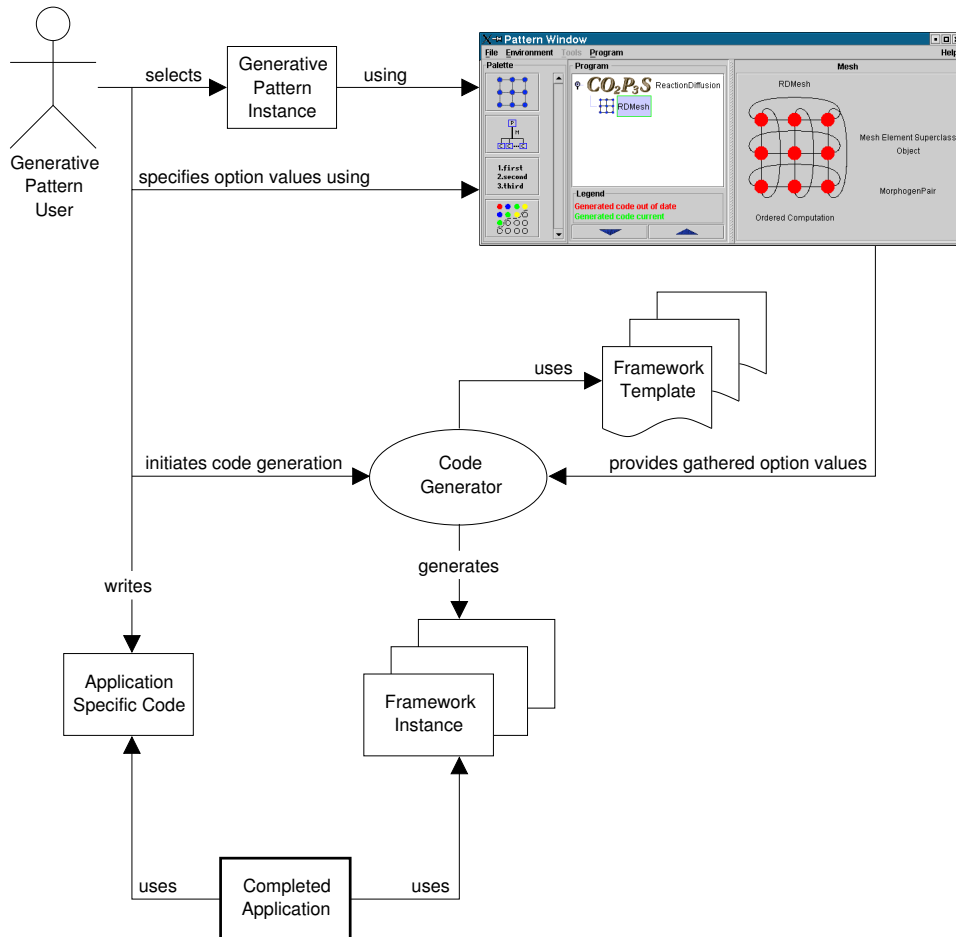 Pattern Window
File Environment Tools Program Help
Palette
Program
Mesh
CO2P3S ReactionDiffusion
RDMesh
P
M
C C C
1.first
2.second
3.third
Legend
Generated code out of date
Generated code current
RDMesh
Mesh Element Superclass
Object
MorphogenPair
Ordered Computation
selects
Generative
Pattern
Instance
using
Generative
Pattern
User
specifies option values using
uses
Framework
Template
initiates code generation
Code
Generator
provides gathered option values
generates
writes
Application
Specific Code
Framework
Instance
uses
Completed
Application
uses